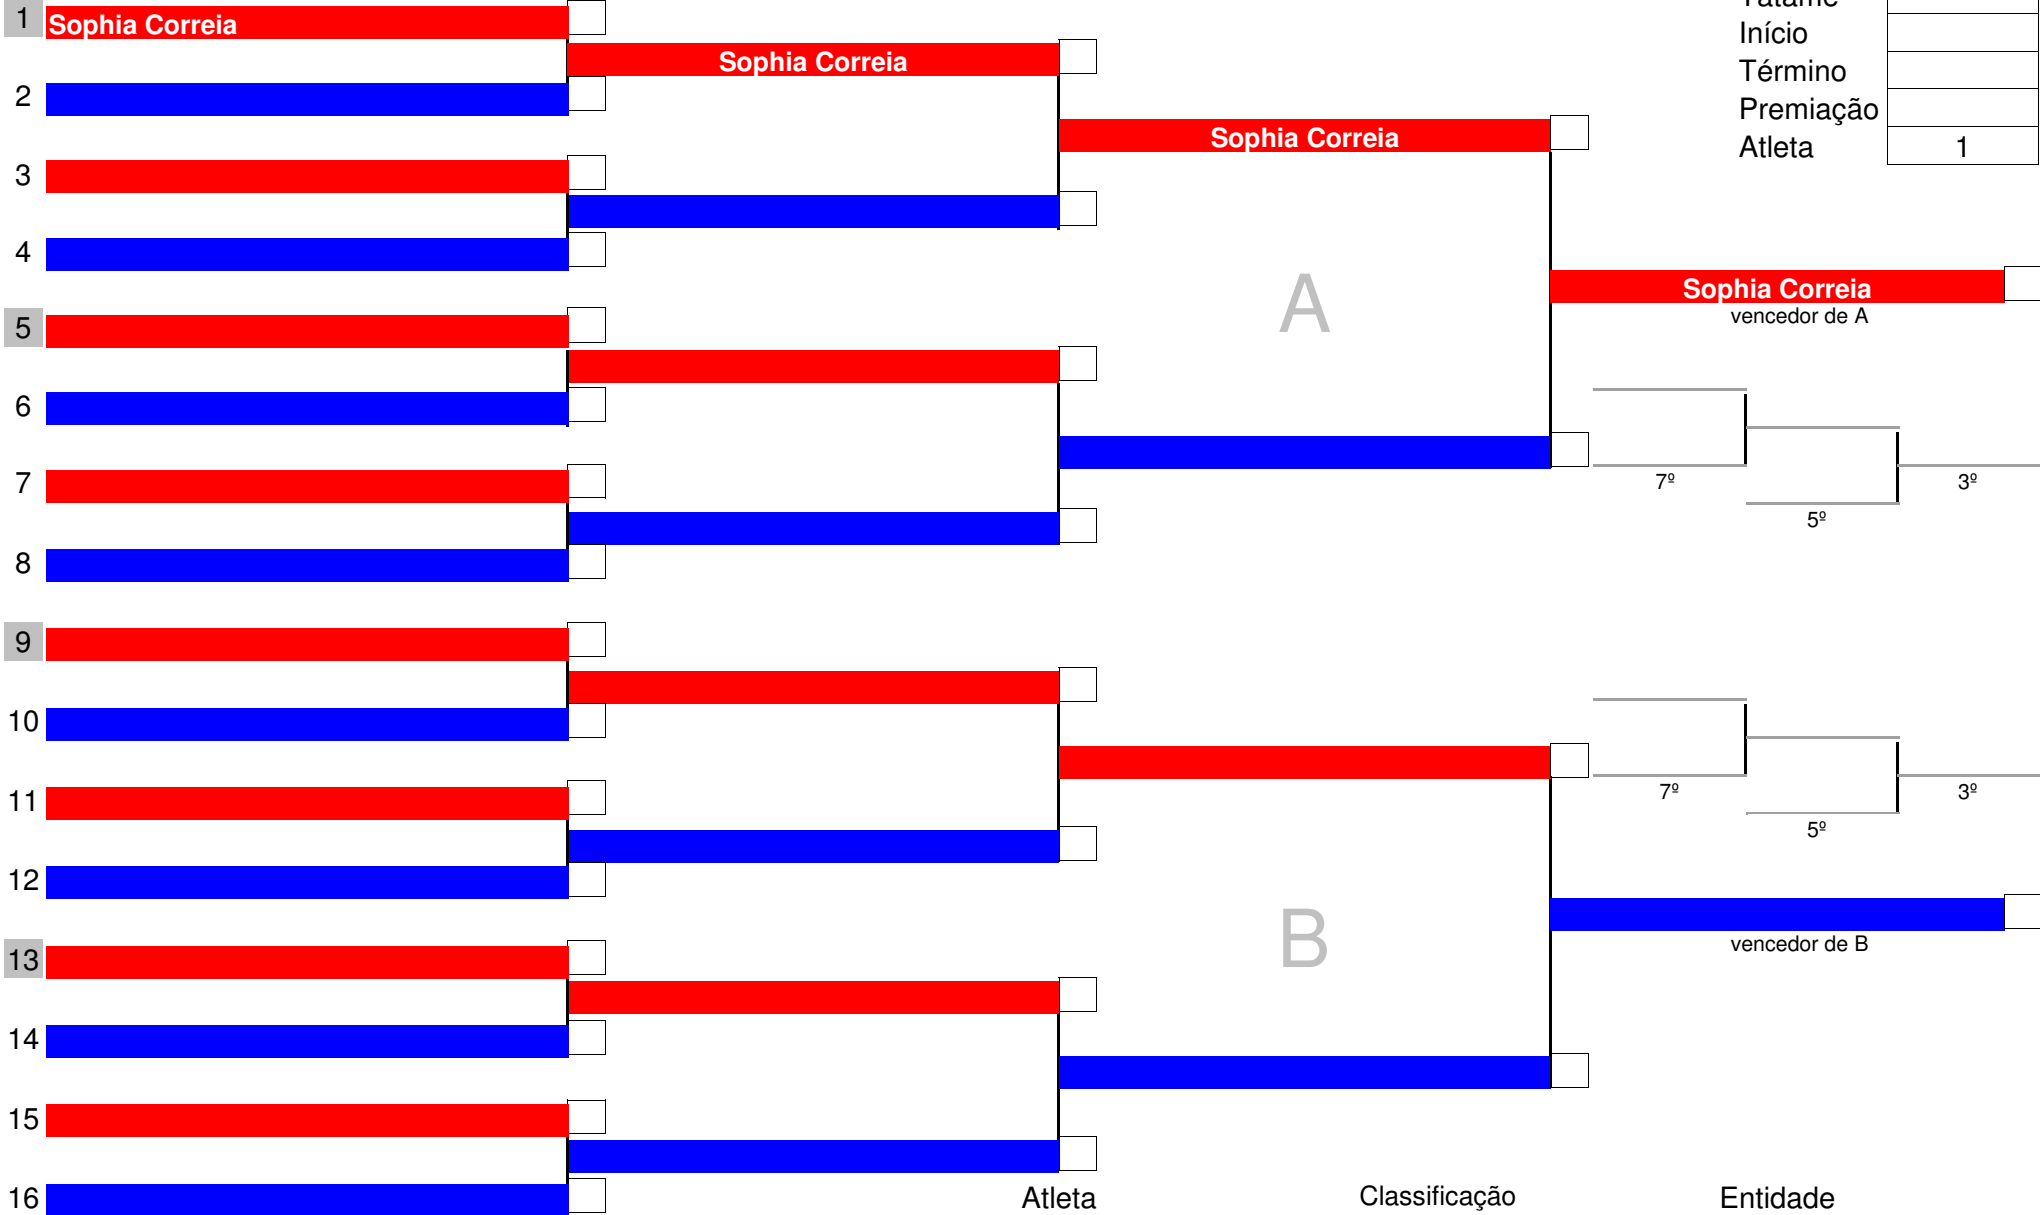 1 Sophia Correia
Sophia Correia
2
Sophia Correia
3
4
Tatame
Início
Término
Premiação
Atleta 1
A
Sophia Correia
vencedor de A
5
6
7
8
7º
5º
3º
9
10
11
12
7º
5º
3º
B
vencedor de B
13
14
15
16
Atleta Classificação Entidade